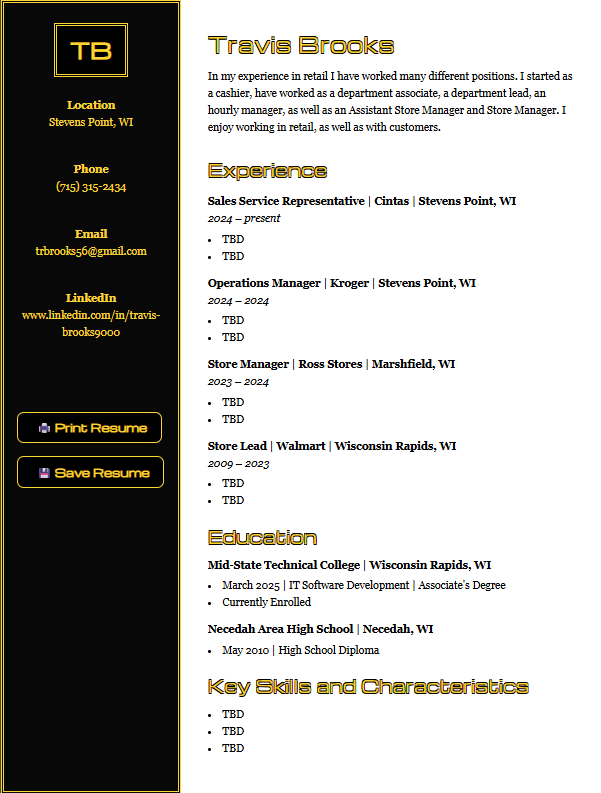 TB
Location
Stevens Point, WI
Phone
(715) 315-2434
Email
trbrooks56@gmail.com
LinkedIn
www.linkedin.com/in/travis-
brooks9000
Print Resume
Save Resume
Travis Brooks
In my experience in retail I have worked many different positions. I started as
a cashier, have worked as a department associate, a department lead, an
hourly manager, as well as an Assistant Store Manager and Store Manager. I
enjoy working in retail, as well as with customers.
Experience
Sales Service Representative | Cintas | Stevens Point, WI
2024 – present
• TBD
• TBD
Operations Manager | Kroger | Stevens Point, WI
2024 – 2024
• TBD
• TBD
Store Manager | Ross Stores | Marshfield, WI
2023 – 2024
• TBD
• TBD
Store Lead | Walmart | Wisconsin Rapids, WI
2009 – 2023
• TBD
• TBD
Education
Mid-State Technical College | Wisconsin Rapids, WI
• March 2025 | IT Software Development | Associate's Degree
• Currently Enrolled
Necedah Area High School | Necedah, WI
• May 2010 | High School Diploma
Key Skills and Characteristics
• TBD
• TBD
• TBD